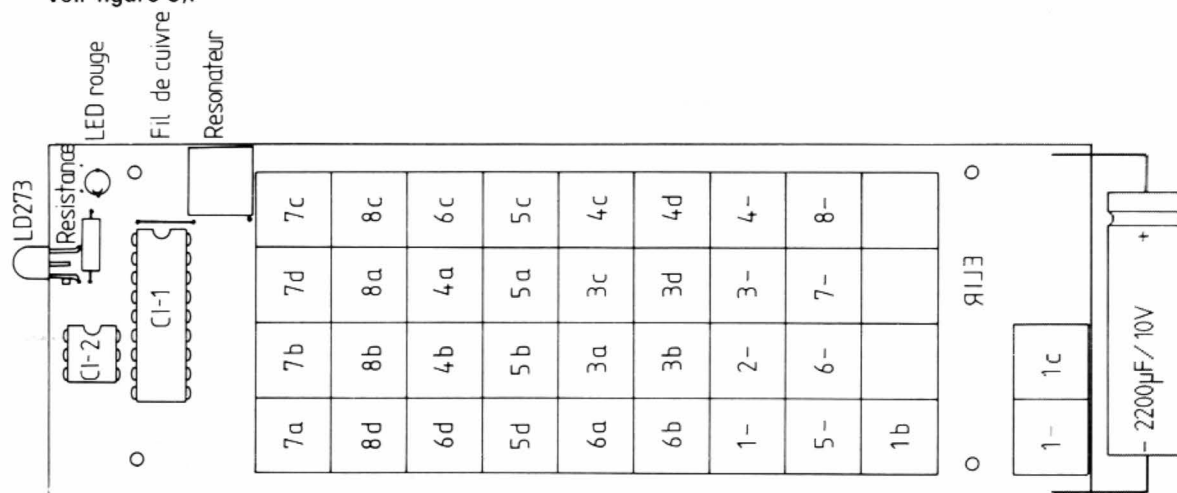 voir figure
LD273
Resistance
LED rouge
Fil de cuivre
Resonateur
CI-2
CI-1
7c 8c 6c 5c 4c 4d 4- 8-
7d 8a 4a 5a 3c 3d 3- 7-
7b 8b 4b 5b 3a 3b 2- 6-
7a 8d 6d 5d 6a 6b 1- 5- 1b
ELIR
1c
1-
- 2200µF/10V +